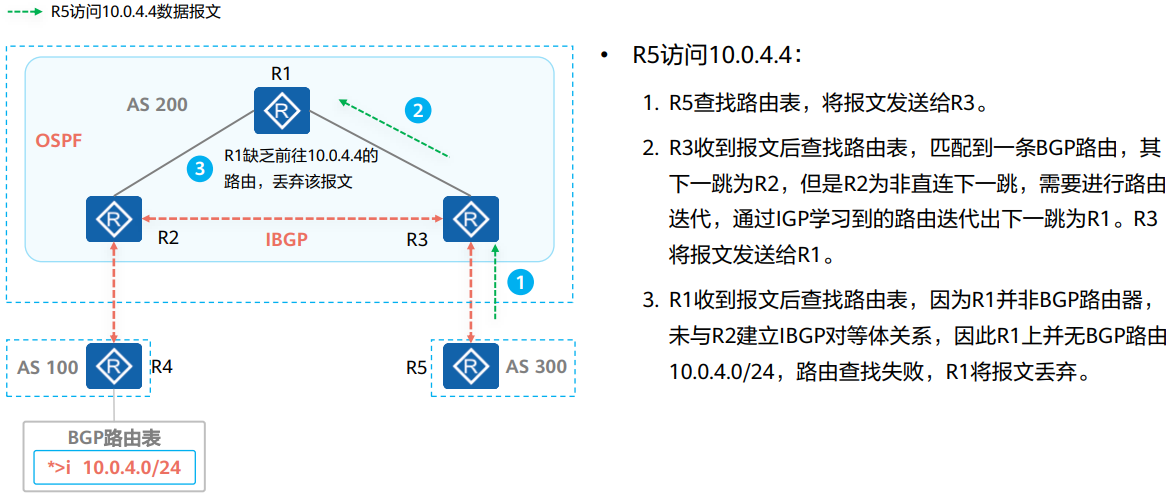 R5访问10.0.4.4数据报文
R1
AS 200
OSPF
2
3
R1缺乏前往10.0.4.4的
路由，丢弃该报文
R2
IBGP
R3
1
AS 100
R4
R5
AS 300
BGP路由表
*>i 10.0.4.0/24
• R5访问10.0.4.4：
1. R5查找路由表，将报文发送给R3。
2. R3收到报文后查找路由表，匹配到一条BGP路由，其
下一跳为R2，但是R2为非直连下一跳，需要进行路由
迭代，通过IGP学习到的路由迭代出下一跳为R1。R3
将报文发送给R1。
3. R1收到报文后查找路由表，因为R1并非BGP路由器，
未与R2建立IBGP对等体关系，因此R1上并无BGP路由
10.0.4.0/24，路由查找失败，R1将报文丢弃。